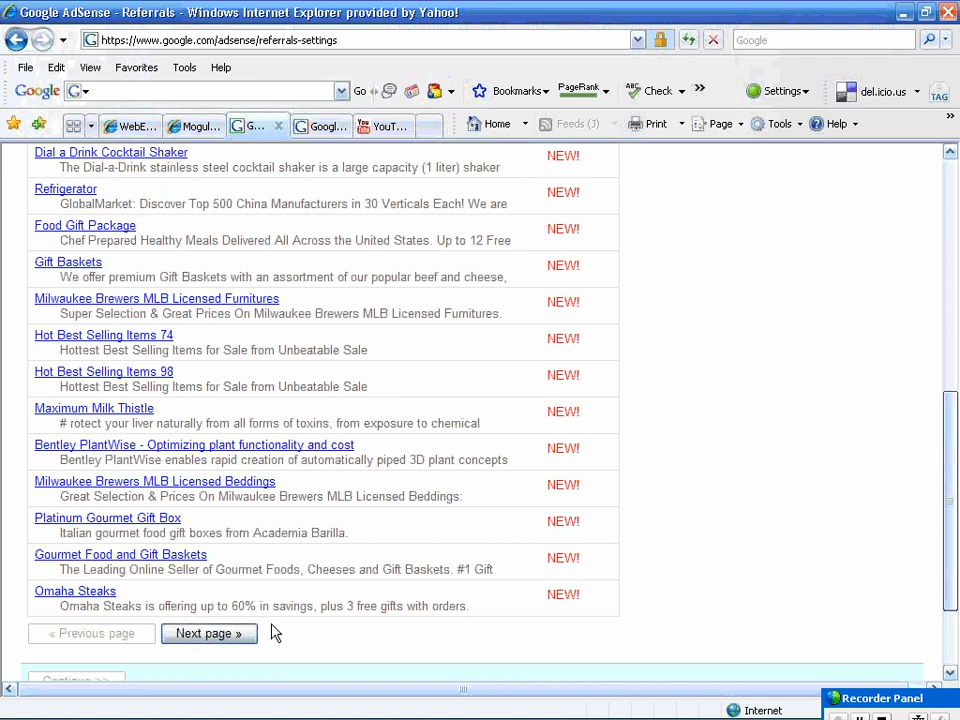 Google AdSense - Referrals - Windows Internet Explorer provided by Yahoo!
https://www.google.com/adsense/referrals-settings
Google
File Edit View Favorites Tools Help
Google G Go Bookmarks PageRank Check » Settings del.icio.us TAG
WebE... Mogul... G... Googl... YouT... Home Feeds (J) Print Page Tools Help »
Dial a Drink Cocktail Shaker NEW!
The Dial-a-Drink stainless steel cocktail shaker is a large capacity (1 liter) shaker
Refrigerator NEW!
GlobalMarket: Discover Top 500 China Manufacturers in 30 Verticals Each! We are
Food Gift Package NEW!
Chef Prepared Healthy Meals Delivered All Across the United States. Up to 12 Free
Gift Baskets NEW!
We offer premium Gift Baskets with an assortment of our popular beef and cheese,
Milwaukee Brewers MLB Licensed Furnitures NEW!
Super Selection & Great Prices On Milwaukee Brewers MLB Licensed Furnitures.
Hot Best Selling Items 74 NEW!
Hottest Best Selling Items for Sale from Unbeatable Sale
Hot Best Selling Items 98 NEW!
Hottest Best Selling Items for Sale from Unbeatable Sale
Maximum Milk Thistle NEW!
# rotect your liver naturally from all forms of toxins, from exposure to chemical
Bentley PlantWise - Optimizing plant functionality and cost NEW!
Bentley PlantWise enables rapid creation of automatically piped 3D plant concepts
Milwaukee Brewers MLB Licensed Beddings NEW!
Great Selection & Prices On Milwaukee Brewers MLB Licensed Beddings:
Platinum Gourmet Gift Box NEW!
Italian gourmet food gift boxes from Academia Barilla.
Gourmet Food and Gift Baskets NEW!
The Leading Online Seller of Gourmet Foods, Cheeses and Gift Baskets. #1 Gift
Omaha Steaks NEW!
Omaha Steaks is offering up to 60% in savings, plus 3 free gifts with orders.
« Previous page Next page »
Continue >>
Recorder Panel
Internet